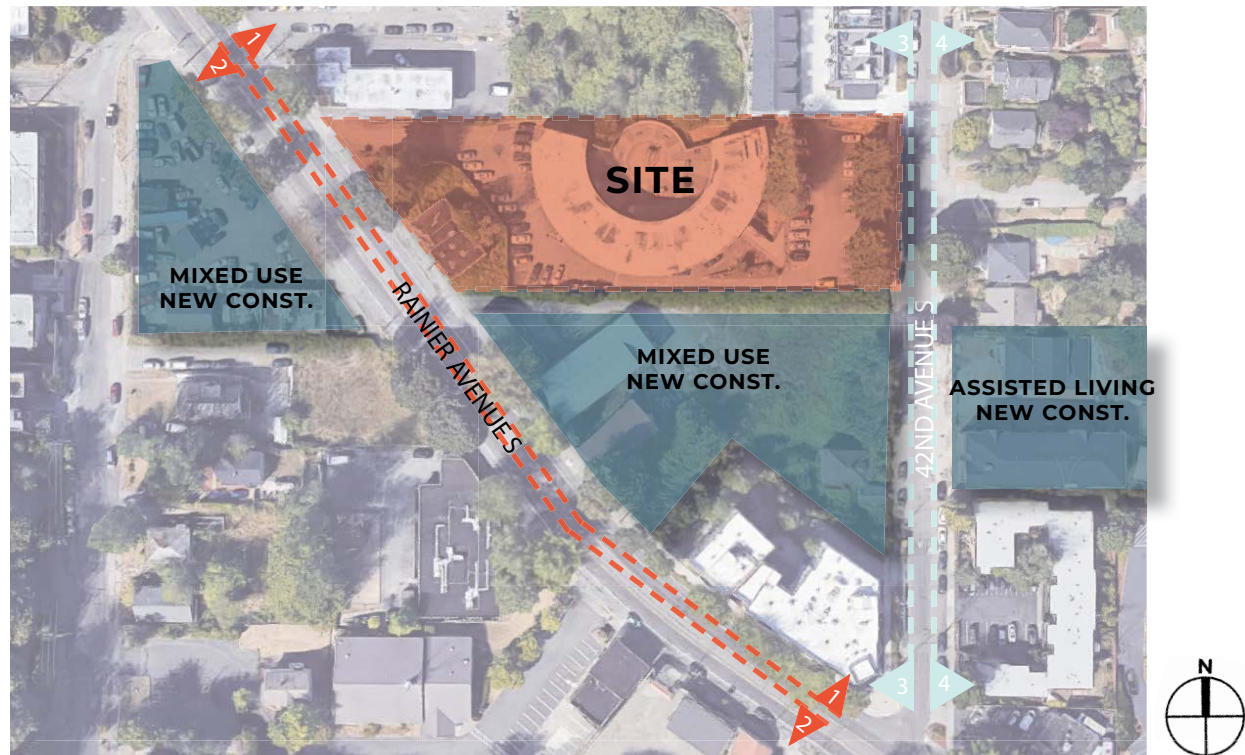 1
2
3
4
SITE
MIXED USE
NEW CONST.
RAINIER AVENUE S
MIXED USE
NEW CONST.
42ND AVENUE S
ASSISTED LIVING
NEW CONST.
3
4
1
2
N